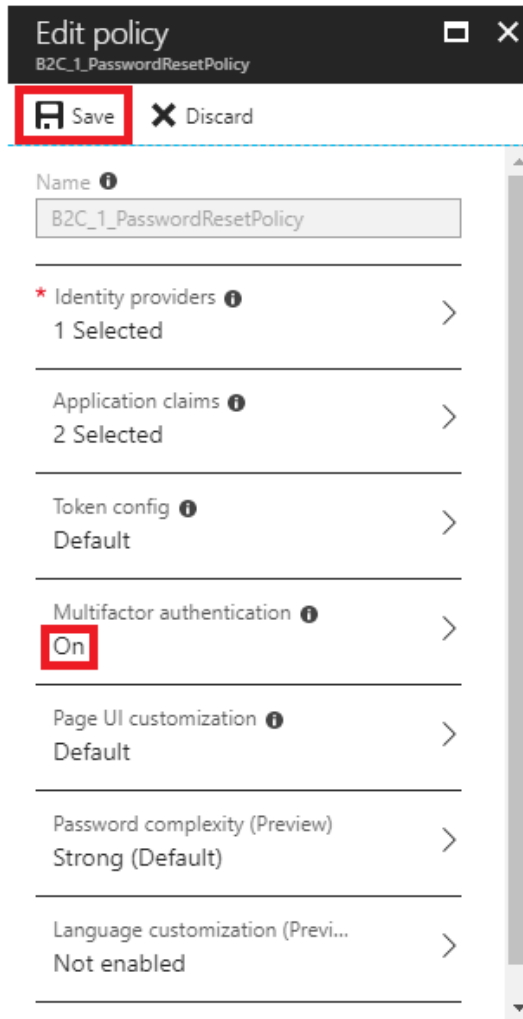 Edit policy
B2C_1_PasswordResetPolicy
Save Discard
Name
B2C_1_PasswordResetPolicy
* Identity providers
1 Selected
Application claims
2 Selected
Token config
Default
Multifactor authentication
On
Page UI customization
Default
Password complexity (Preview)
Strong (Default)
Language customization (Previ...
Not enabled